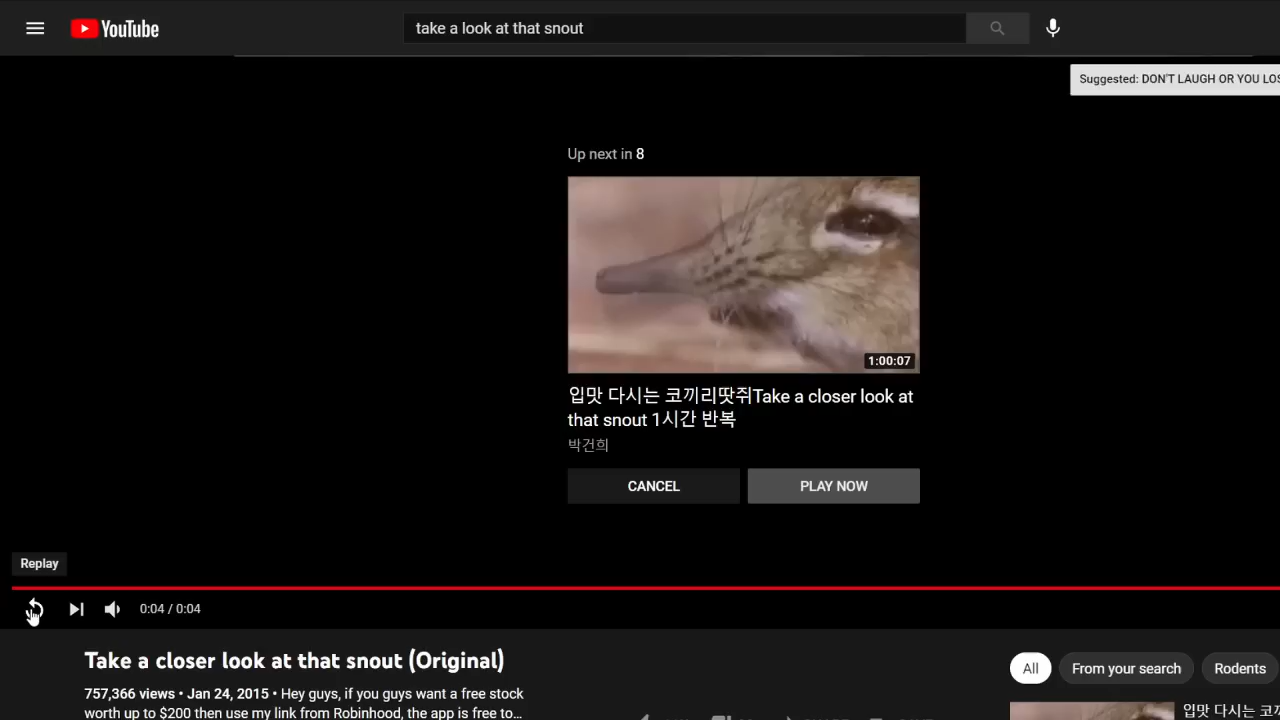 YouTube
take a look at that snout
Suggested: DON'T LAUGH OR YOU LOS
Up next in 8
1:00:07
입맛 다시는 코끼리땃쥐Take a closer look at
that snout 1시간 반복
박건희
CANCEL
PLAY NOW
Replay
0:04 / 0:04
Take a closer look at that snout (Original)
757,366 views • Jan 24, 2015 • Hey guys, if you guys want a free stock
worth up to $200 then use my link from Robinhood, the app is free to...
All
From your search
Rodents
입맛 다시는 코끼